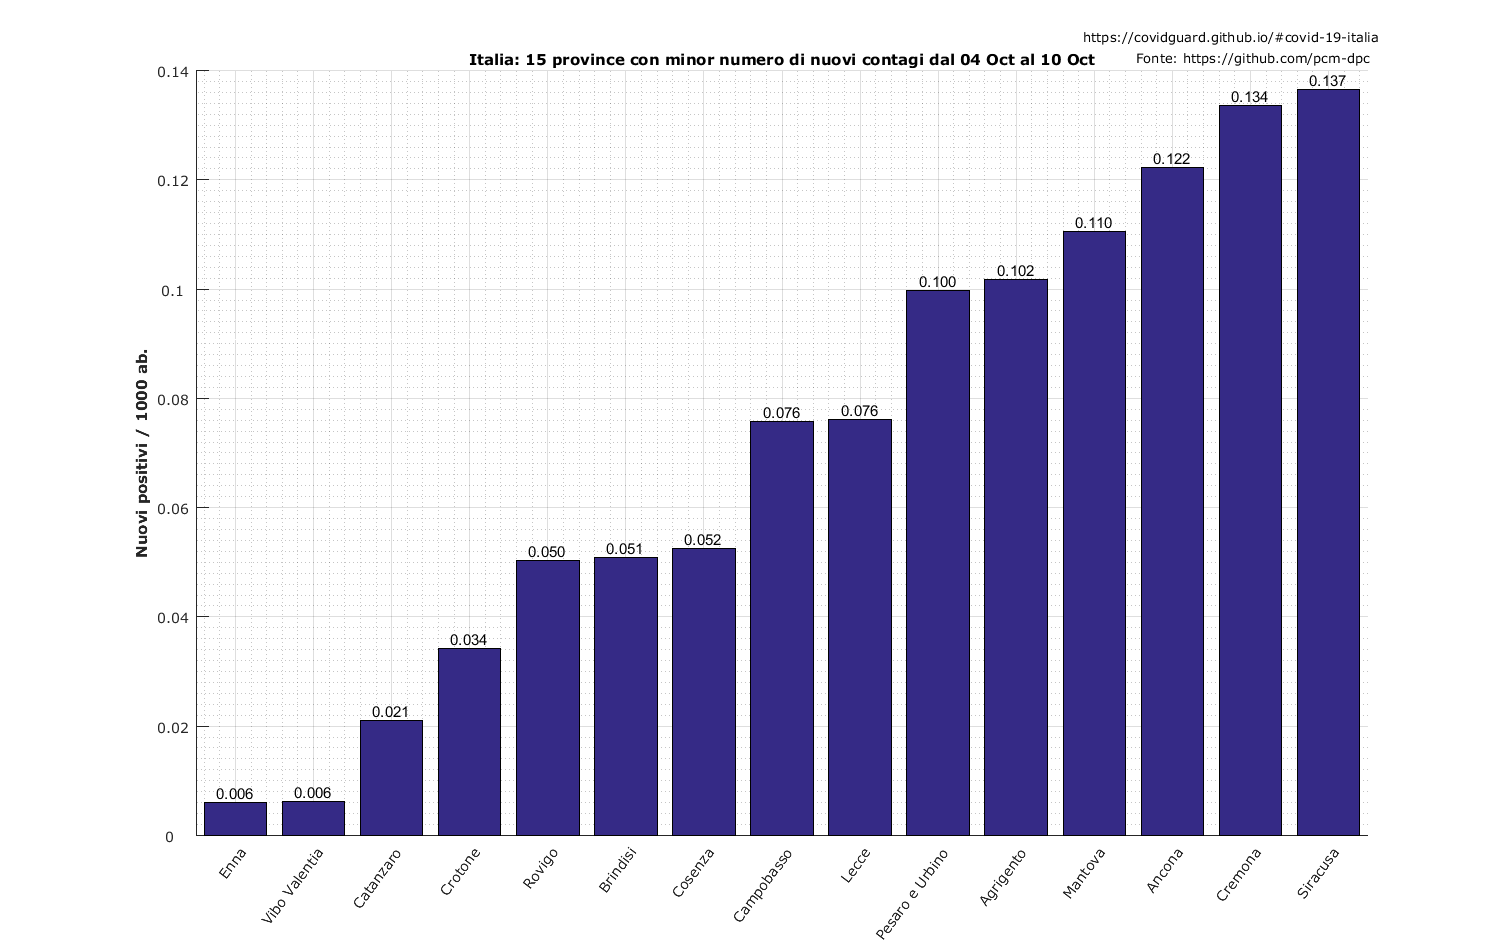 https://covidguard.github.io/#covid-19-italia
Italia: 15 province con minor numero di nuovi contagi dal 04 Oct al 10 Oct
Fonte: https://github.com/pcm-dpc
Nuovi positivi / 1000 ab.
0.14
0.12
0.1
0.08
0.06
0.04
0.02
0
0.006
0.006
0.021
0.034
0.050
0.051
0.052
0.076
0.076
0.100
0.102
0.110
0.122
0.134
0.137
Enna
Vibo Valentia
Catanzaro
Crotone
Rovigo
Brindisi
Cosenza
Campobasso
Lecce
Pesaro e Urbino
Agrigento
Mantova
Ancona
Cremona
Siracusa